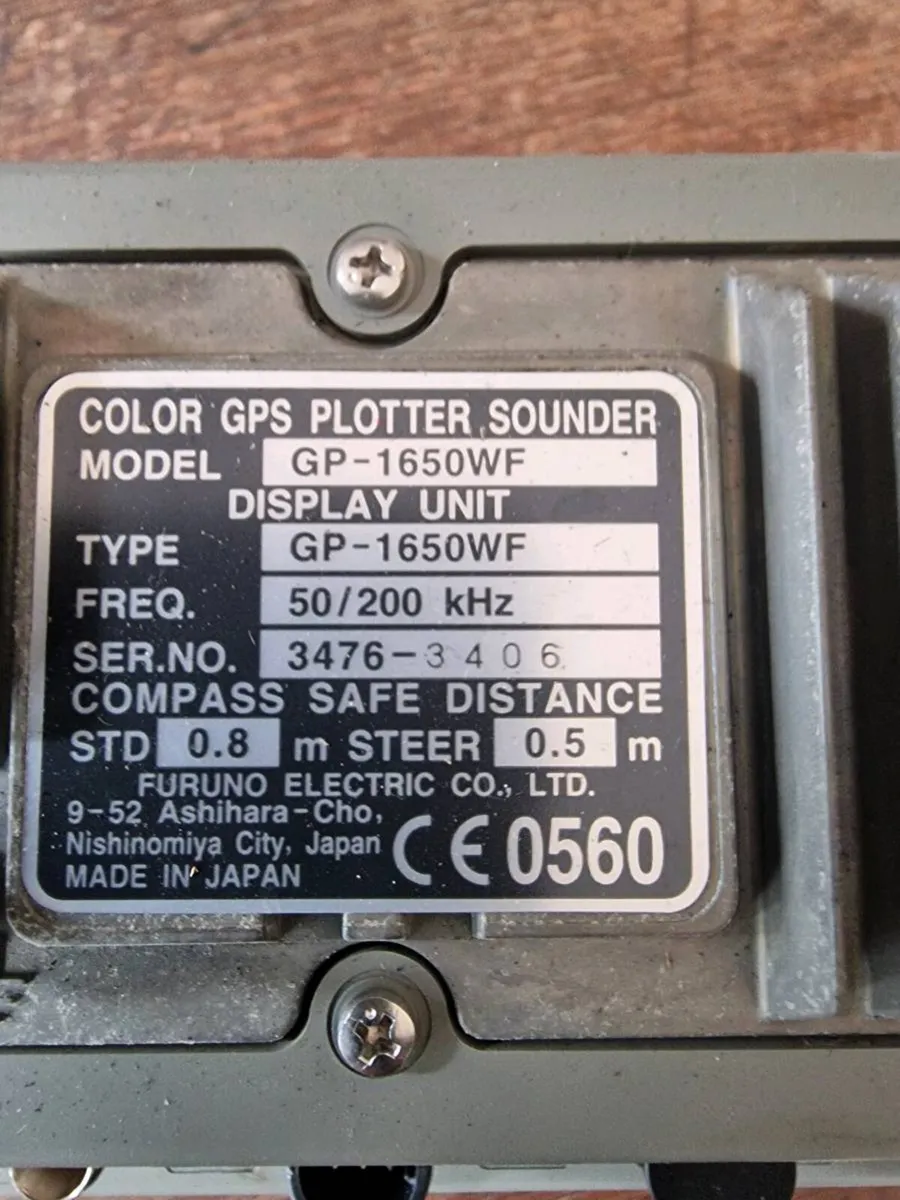 COLOR GPS PLOTTER SOUNDER
MODEL GP-1650WF
DISPLAY UNIT
TYPE GP-1650WF
FREQ. 50/200 kHz
SER.NO. 3476-3406
COMPASS SAFE DISTANCE
STD 0.8 m STEER 0.5 m
FURUNO ELECTRIC CO., LTD.
9-52 Ashihara-Cho,
Nishinomiya City, Japan
MADE IN JAPAN
CE 0560